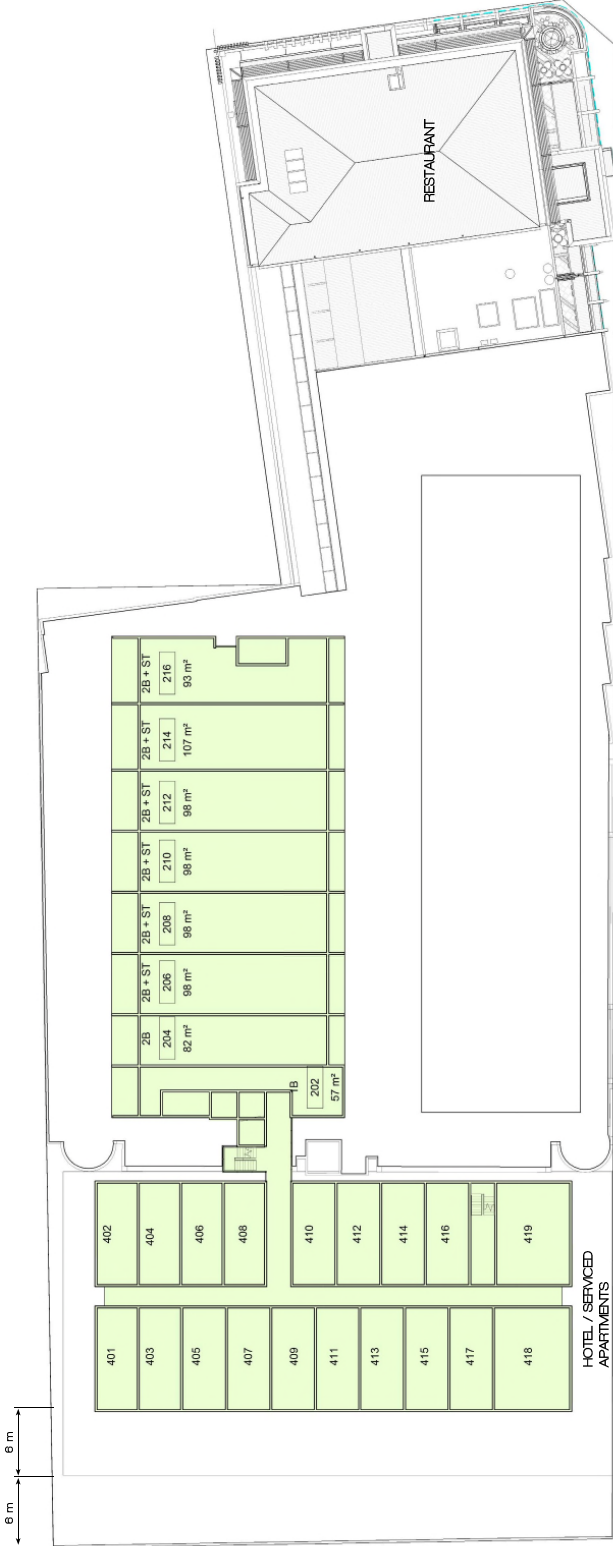 RESTAURANT
2B + ST
216
93 m²
2B + ST
214
107 m²
2B + ST
212
98 m²
2B + ST
210
98 m²
2B + ST
208
98 m²
2B + ST
206
98 m²
2B
204
82 m²
1B
202
57 m²
402
404
406
408
410
412
414
416
419
401
403
405
407
409
411
413
415
417
418
HOTEL / SERVICED
APARTMENTS
6 m
6 m